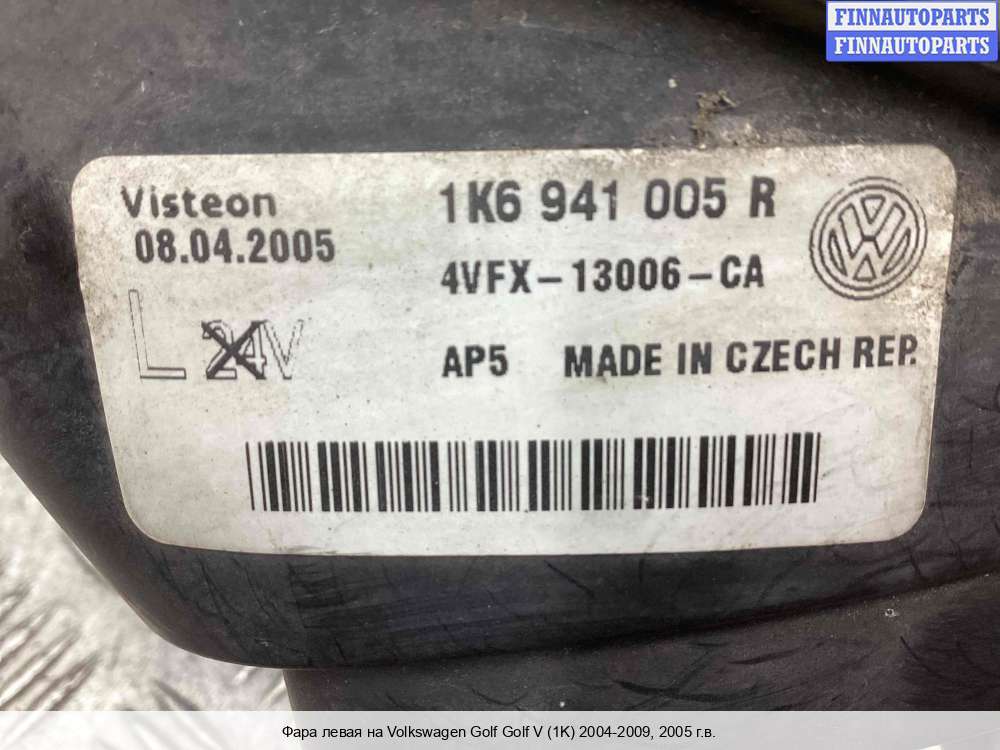 FINNAUTOPARTS
FINNAUTOPARTS
Visteon
1K6 941 005 R
08.04.2005
4VFX-13006-CA
L 24V
AP5 MADE IN CZECH REP.
Фара левая на Volkswagen Golf Golf V (1K) 2004-2009, 2005 г.в.